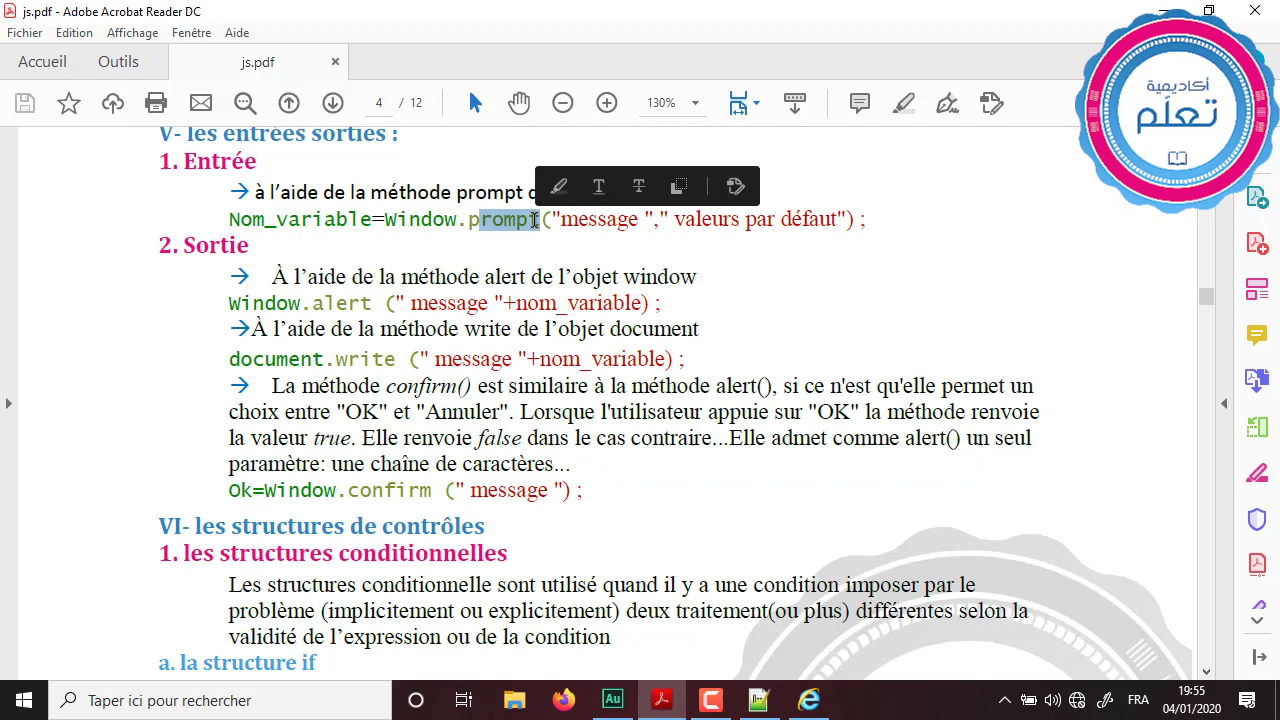 js.pdf - Adobe Acrobat Reader DC
Fichier Edition Affichage Fenêtre Aide
Accueil Outils js.pdf ×
4 / 12 130%
أكاديمية
تعلّم
V- les entrées sorties :
1. Entrée
→ à l’aide de la méthode prompt
Nom_variable=Window.prompt("message "," valeurs par défaut") ;
2. Sortie
→ À l’aide de la méthode alert de l’objet window
Window.alert (" message "+nom_variable) ;
→À l’aide de la méthode write de l’objet document
document.write (" message "+nom_variable) ;
→ La méthode confirm() est similaire à la méthode alert(), si ce n'est qu'elle permet un
choix entre "OK" et "Annuler". Lorsque l'utilisateur appuie sur "OK" la méthode renvoie
la valeur true. Elle renvoie false dans le cas contraire...Elle admet comme alert() un seul
paramètre: une chaîne de caractères...
Ok=Window.confirm (" message ") ;
VI- les structures de contrôles
1. les structures conditionnelles
Les structures conditionnelle sont utilisé quand il y a une condition imposer par le
problème (implicitement ou explicitement) deux traitement(ou plus) différentes selon la
validité de l’expression ou de la condition
a. la structure if
Taper ici pour rechercher
Au
FRA
19:55
04/01/2020